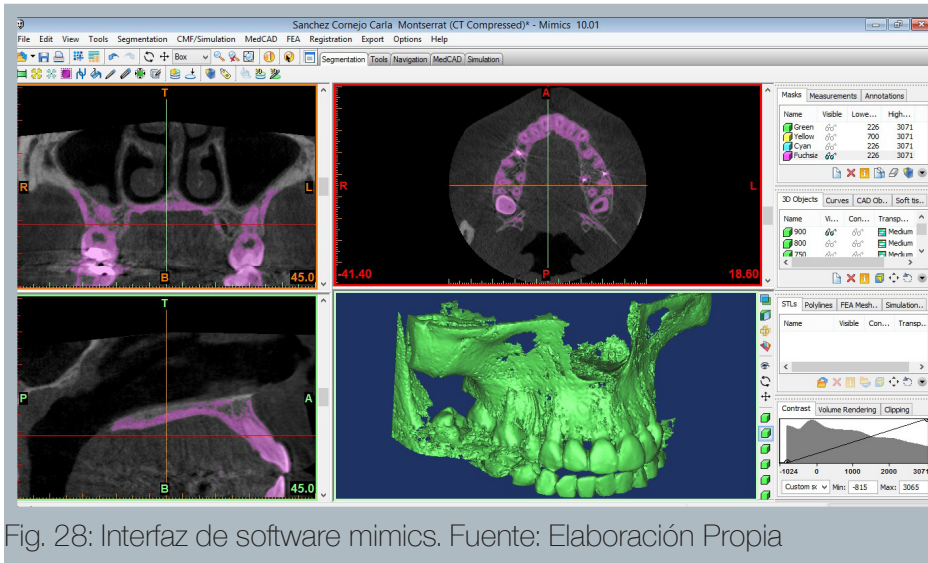 Sanchez Cornejo Carla Montserrat (CT Compressed)* - Mimics 10.01
File Edit View Tools Segmentation CMF/Simulation MedCAD FEA Registration Export Options Help
Box Segmentation Tools Navigation MedCAD Simulation
T
R
L
B
45.0
A
R
L
P
-41.40
18.60
T
P
A
B
45.0
Masks Measurements Annotations
Name Visible Lowe... High...
Green 226 3071
Yellow 700 3071
Cyan 226 3071
Fuchsia 226 3071
3D Objects Curves CAD Ob.. Soft tis..
Name Vi... Con... Transp...
900 Medium
800 Medium
750 Medium
STLs Polylines FEA Mesh.. Simulation..
Name Visible Con... Transp..
Contrast Volume Rendering Clipping
-1024 0 1000 2000 3071
Custom sc Min: -815 Max: 3065
Fig. 28: Interfaz de software mimics. Fuente: Elaboración Propia